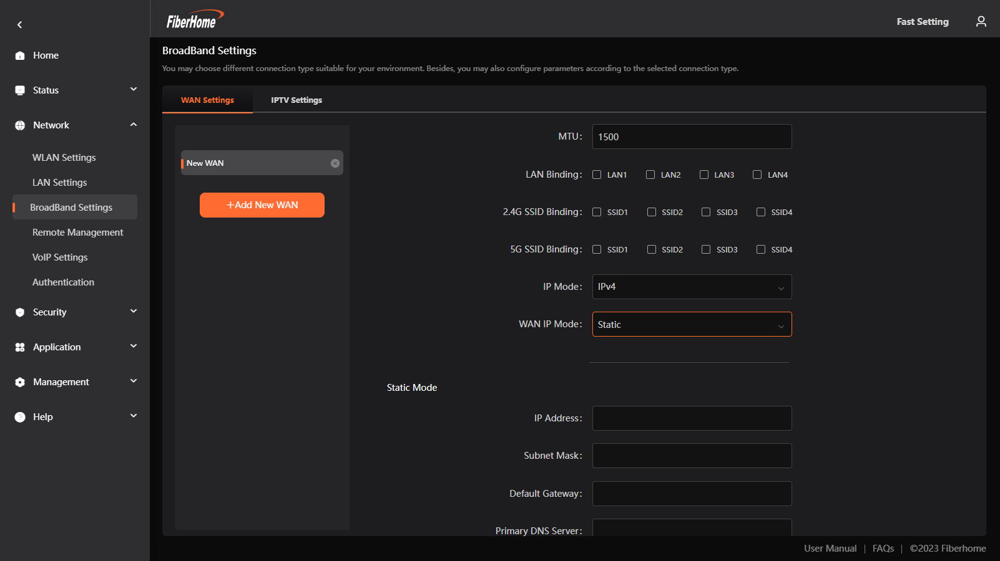 FiberHome
Fast Setting
Home
Status
Network
WLAN Settings
LAN Settings
BroadBand Settings
Remote Management
VoIP Settings
Authentication
Security
Application
Management
Help
BroadBand Settings
You may choose different connection type suitable for your environment. Besides, you may also configure parameters according to the selected connection type.
WAN Settings IPTV Settings
New WAN
+Add New WAN
MTU: 1500
LAN Binding: LAN1 LAN2 LAN3 LAN4
2.4G SSID Binding: SSID1 SSID2 SSID3 SSID4
5G SSID Binding: SSID1 SSID2 SSID3 SSID4
IP Mode: IPv4
WAN IP Mode: Static
Static Mode
IP Address:
Subnet Mask:
Default Gateway:
Primary DNS Server:
User Manual | FAQs | ©2023 Fiberhome